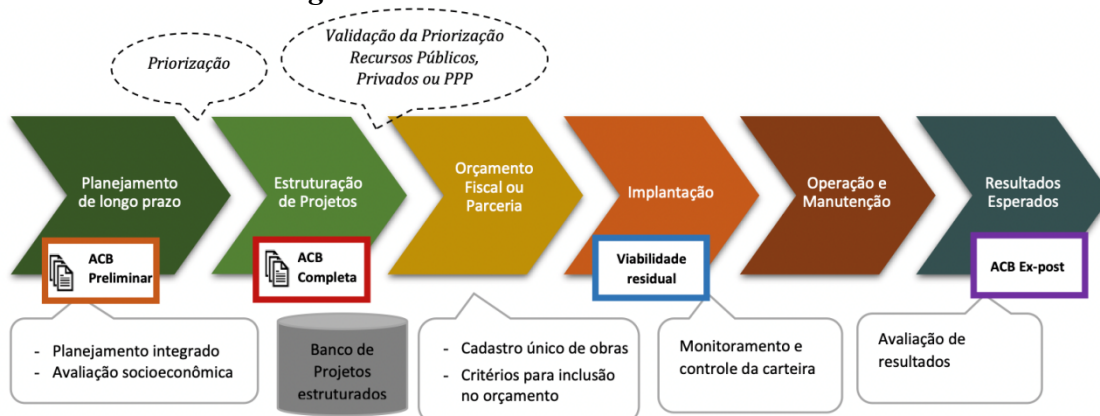 Priorização
Validação da Priorização
Recursos Públicos,
Privados ou PPP
Planejamento
de longo prazo
Estruturação
de Projetos
Orçamento
Fiscal ou
Parceria
Implantação
Operação e
Manutenção
Resultados
Esperados
ACB
Preliminar
ACB
Completa
Viabilidade
residual
ACB Ex-post
- Planejamento integrado
- Avaliação socioeconômica
Banco de
Projetos
estruturados
- Cadastro único de obras
- Critérios para inclusão
no orçamento
Monitoramento e
controle da carteira
Avaliação de
resultados